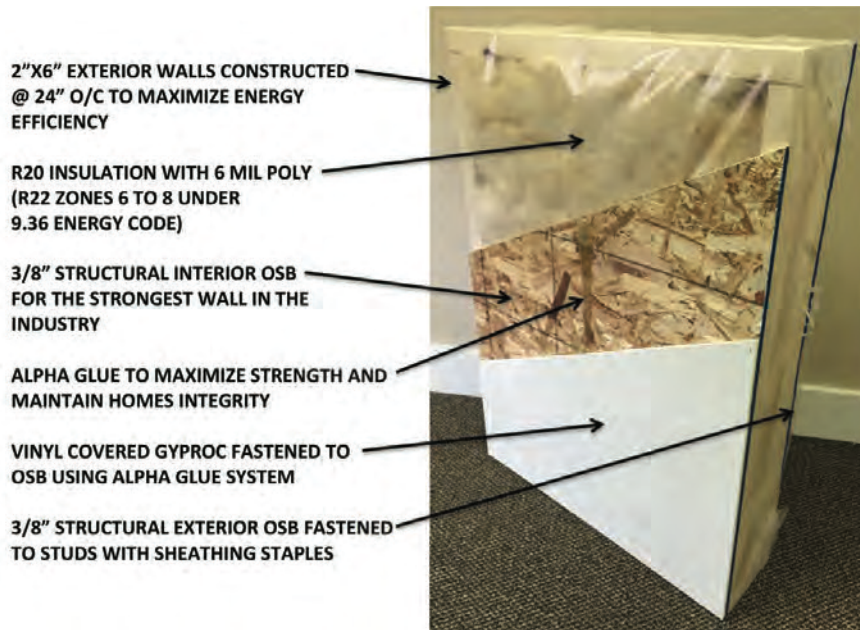 2”X6” EXTERIOR WALLS CONSTRUCTED
@ 24” O/C TO MAXIMIZE ENERGY
EFFICIENCY
R20 INSULATION WITH 6 MIL POLY
(R22 ZONES 6 TO 8 UNDER
9.36 ENERGY CODE)
3/8” STRUCTURAL INTERIOR OSB
FOR THE STRONGEST WALL IN THE
INDUSTRY
ALPHA GLUE TO MAXIMIZE STRENGTH AND
MAINTAIN HOMES INTEGRITY
VINYL COVERED GYPROC FASTENED TO
OSB USING ALPHA GLUE SYSTEM
3/8” STRUCTURAL EXTERIOR OSB FASTENED
TO STUDS WITH SHEATHING STAPLES